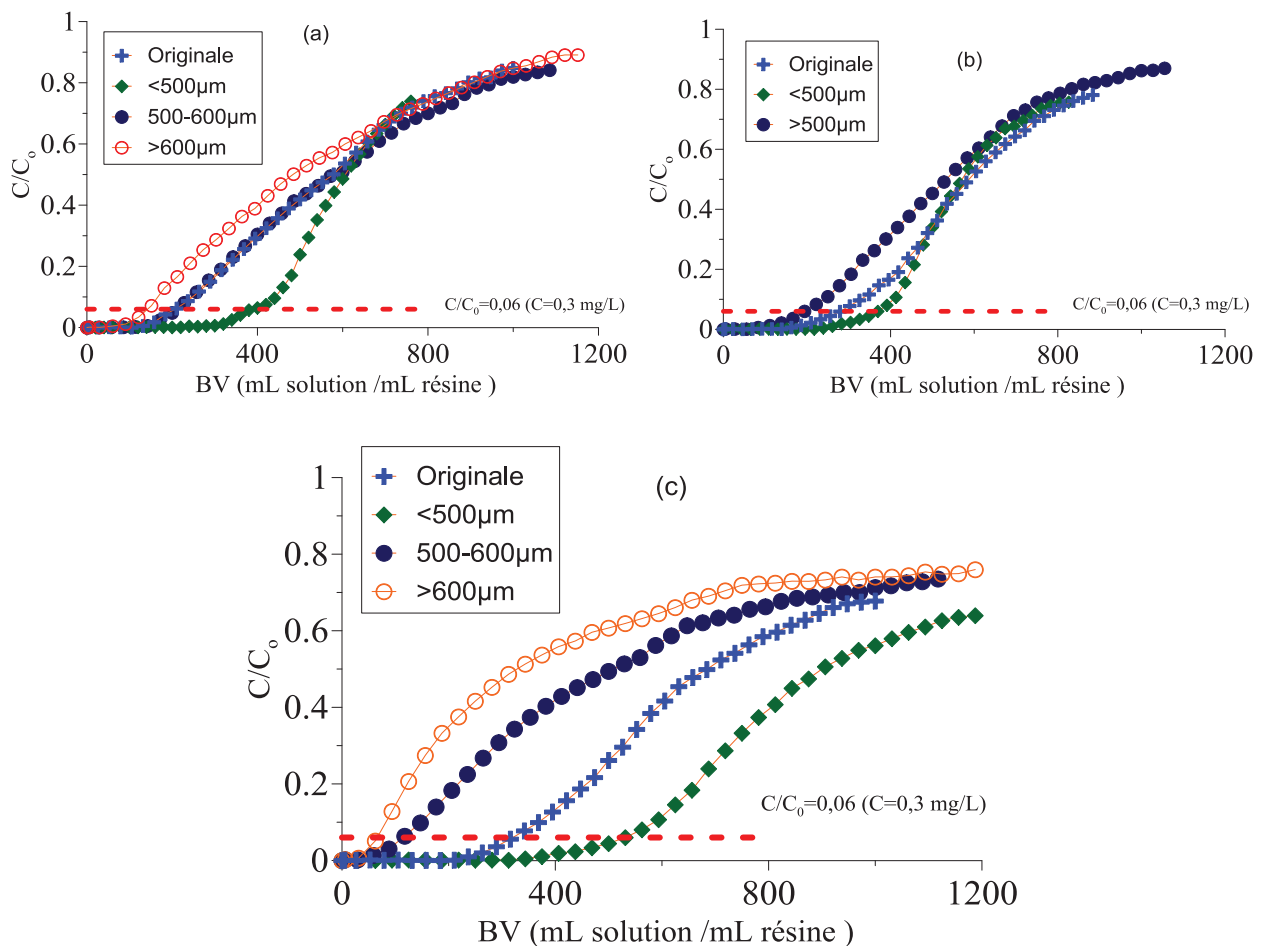 (a)
Originale
<500µm
500-600µm
>600µm
1
0.8
0.6
0.4
0.2
0
C/Co
C/C0=0,06 (C=0,3 mg/L)
0
400
800
1200
BV (mL solution /mL résine )
(b)
Originale
<500µm
>500µm
1
0.8
0.6
0.4
0.2
0
C/Co
C/C0=0,06 (C=0,3 mg/L)
0
400
800
1200
BV (mL solution /mL résine )
(c)
Originale
<500µm
500-600µm
>600µm
1
0.8
0.6
0.4
0.2
0
C/Co
C/C0=0,06 (C=0,3 mg/L)
0
400
800
1200
BV (mL solution /mL résine )